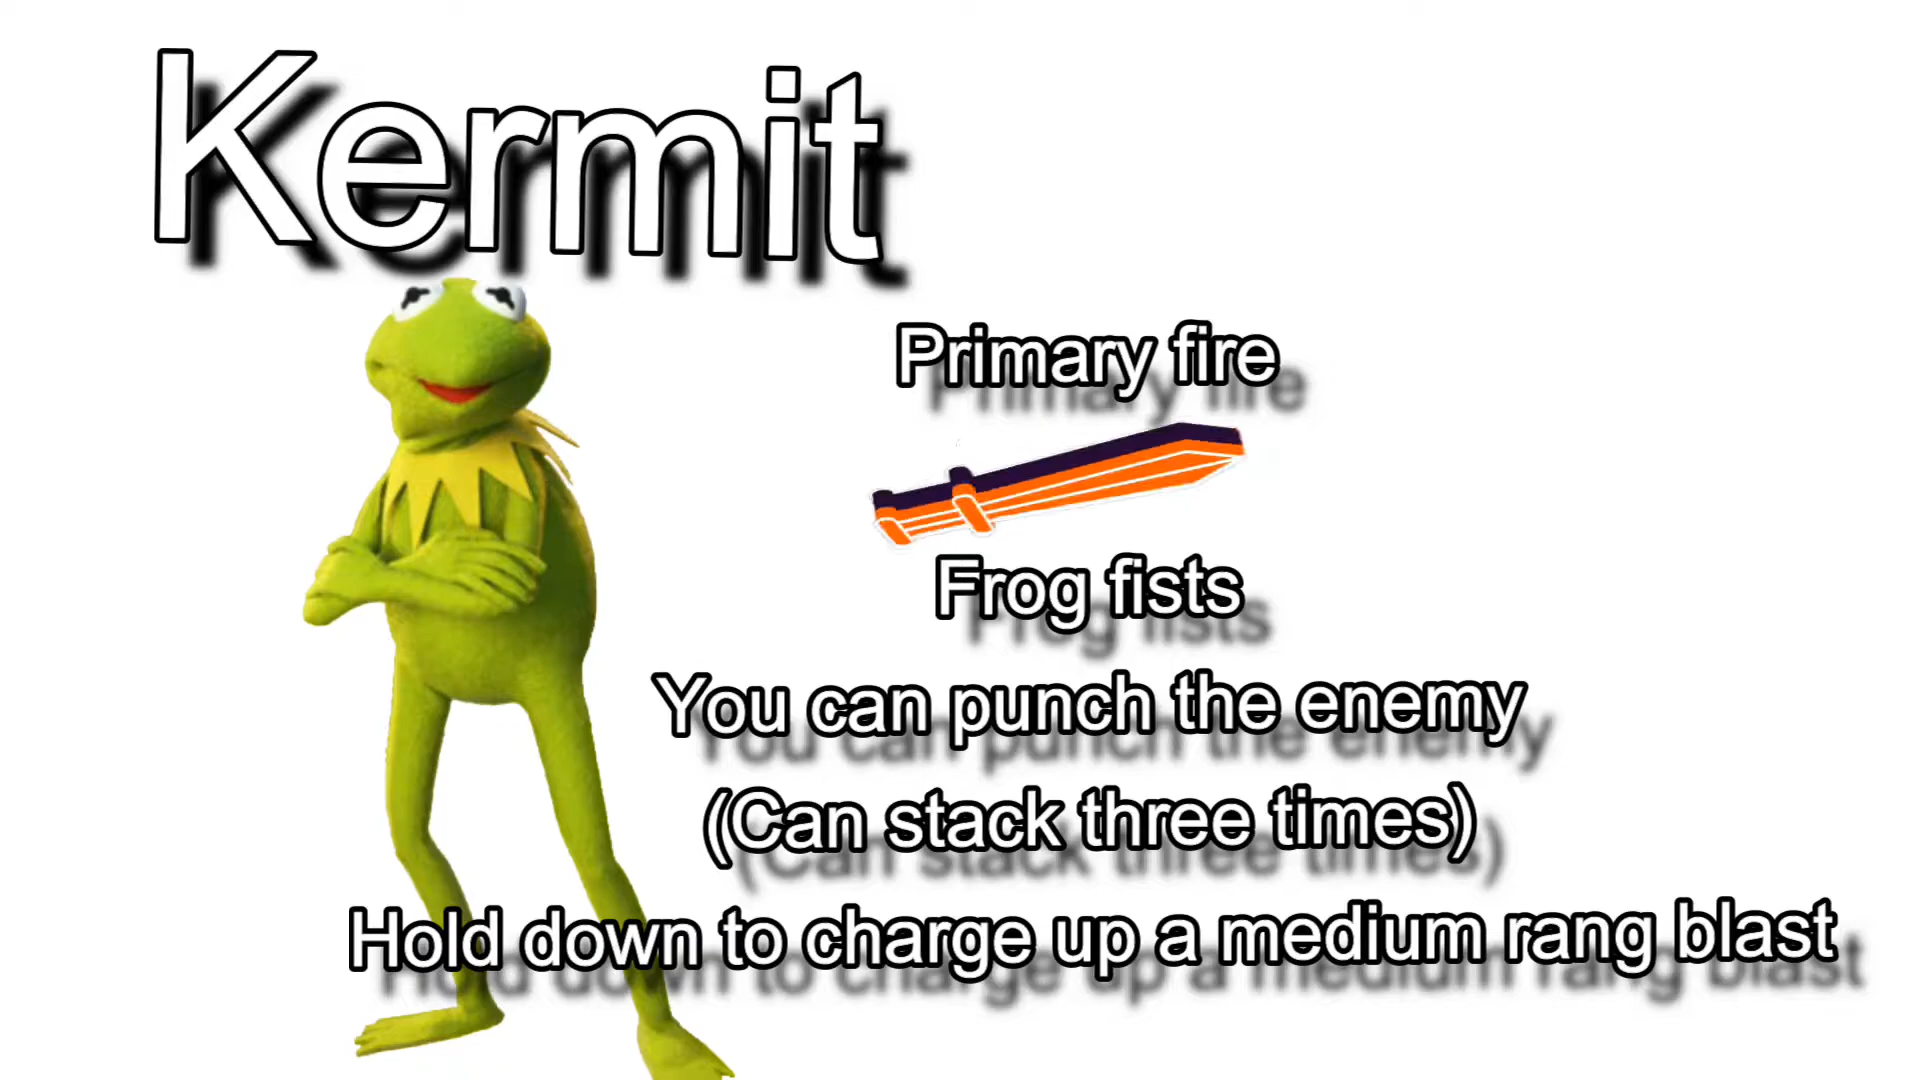 Kermit
Primary fire
Frog fists
You can punch the enemy
(Can stack three times)
Hold down to charge up a medium rang blast